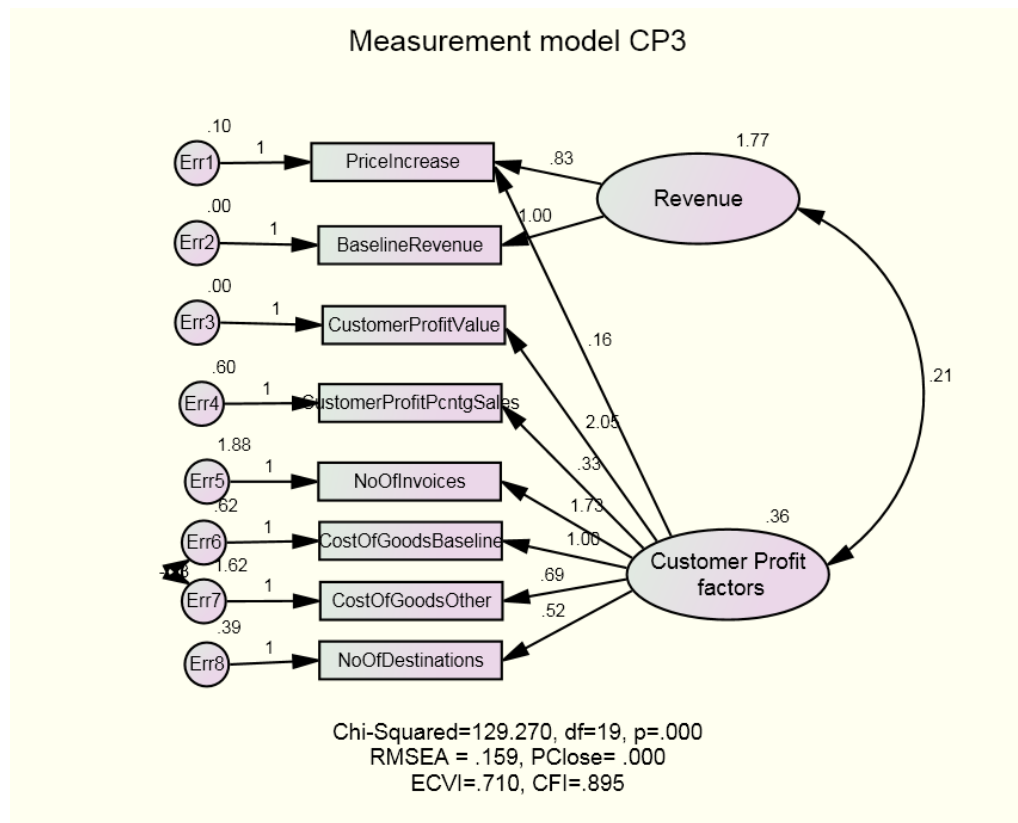 Measurement model CP3
.10
Err1
1
PriceIncrease
.83
1.77
Revenue
.00
Err2
1
BaselineRevenue
1.00
.00
Err3
1
CustomerProfitValue
.16
.21
.60
Err4
1
CustomerProfitPcntgSales
2.05
.33
1.88
Err5
1
NoOfInvoices
1.73
.62
Err6
1
CostOfGoodsBaseline
1.00
.36
Customer Profit
factors
1.62
Err7
1
CostOfGoodsOther
.69
.39
Err8
1
NoOfDestinations
.52
Chi-Squared=129.270, df=19, p=.000
RMSEA = .159, PClose= .000
ECVI=.710, CFI=.895